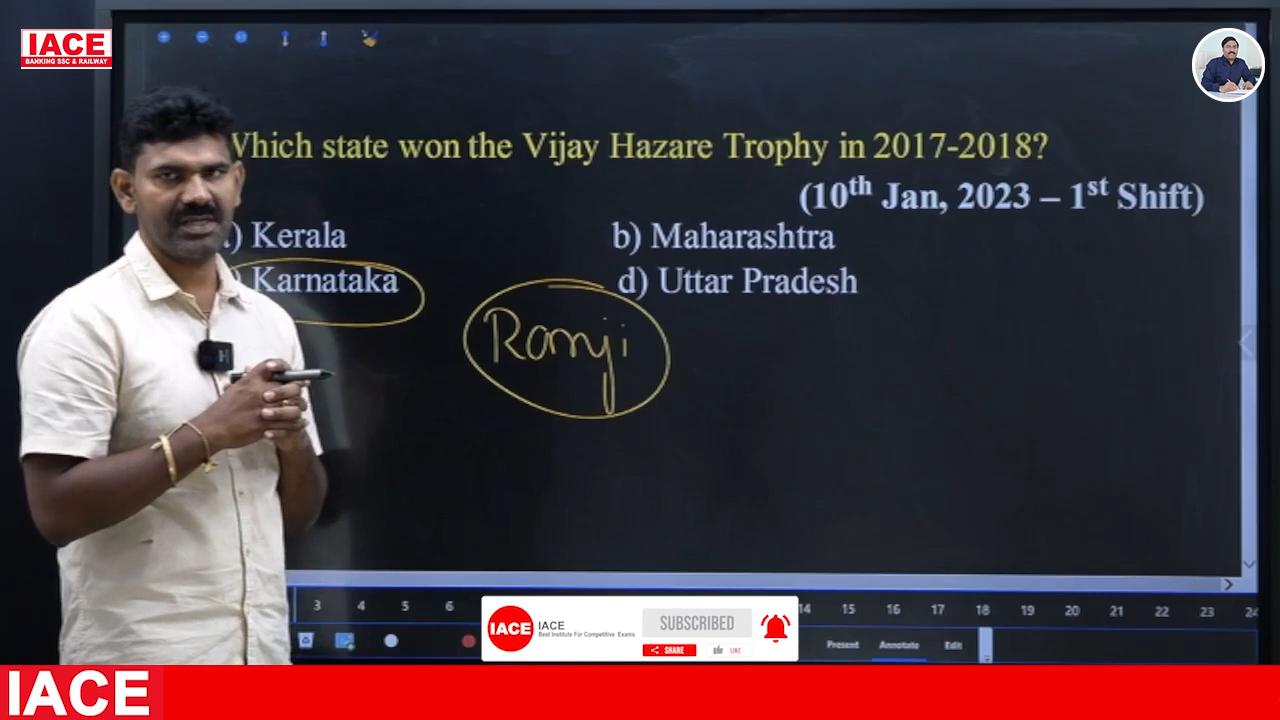 IACE
BANKING SSC & RAILWAY
Which state won the Vijay Hazare Trophy in 2017-2018?
(10th Jan, 2023 – 1st Shift)
) Kerala b) Maharashtra
Karnataka d) Uttar Pradesh
Ranji
3 4 5 6 14 15 16 17 18 19 20 21 22 23 24
IACE
IACE
Best Institute For Competitive Exams
SUBSCRIBED
SHARE
LIKE
Present Annotate Edit
IACE